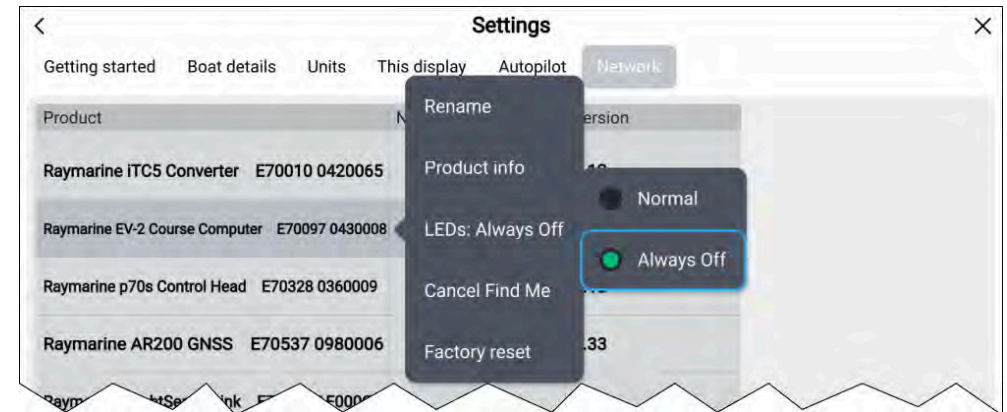 Settings
Getting started Boat details Units This display Autopilot Network
Product N ersion
Raymarine iTC5 Converter E70010 0420065
Raymarine EV-2 Course Computer E70097 0430008
Raymarine p70s Control Head E70328 0360009
Raymarine AR200 GNSS E70537 0980006 .33
Rename
Product info
LEDs: Always Off
Cancel Find Me
Factory reset
Normal
Always Off